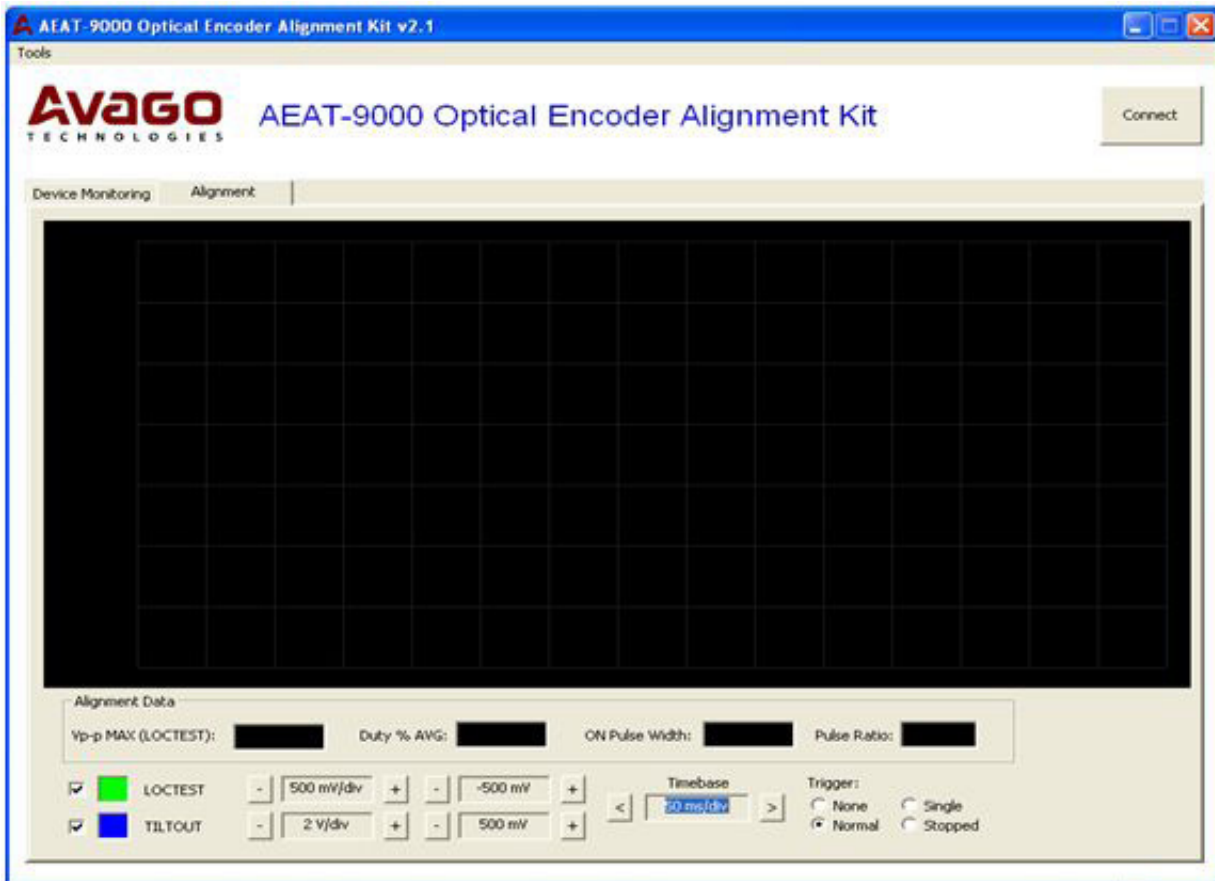 AEAT-9000 Optical Encoder Alignment Kit v2.1
Tools
AVAGO
TECHNOLOGIES
AEAT-9000 Optical Encoder Alignment Kit
Connect
Device Monitoring
Alignment
Alignment Data
Vp-p MAX (LOCTEST):
Duty % AVG:
ON Pulse Width:
Pulse Ratio:
LOCTEST
- 500 mV/div +
- -500 mV +
Timebase
< 50 ms/div >
Trigger:
None
Single
Normal
Stopped
TILTOUT
- 2 V/div +
- 500 mV +